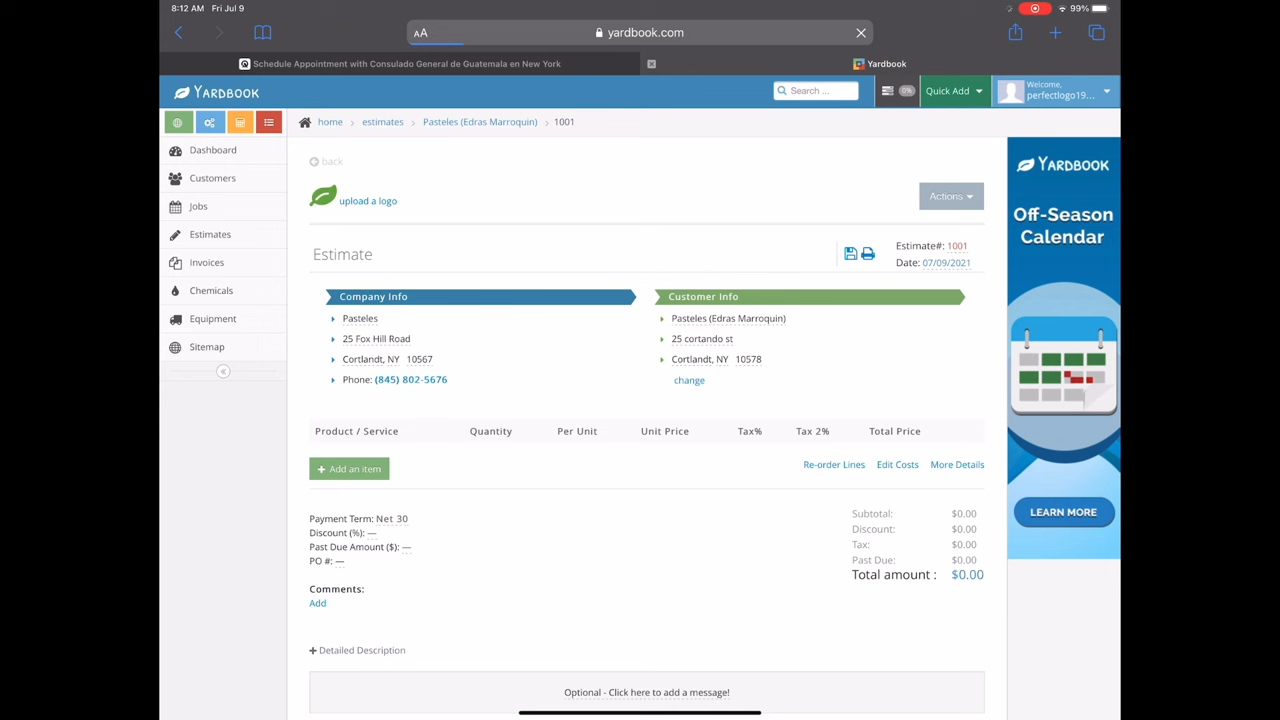 8:12 AM Fri Jul 9
99%
AA
yardbook.com
Schedule Appointment with Consulado General de Guatemala en New York
Yardbook
YARDBOOK
Search ...
0%
Quick Add
Welcome,
perfectlogo19...
home
estimates
Pasteles (Edras Marroquin)
1001
Dashboard
Customers
Jobs
Estimates
Invoices
Chemicals
Equipment
Sitemap
back
upload a logo
Actions
Estimate
Estimate#: 1001
Date: 07/09/2021
Company Info
Pasteles
25 Fox Hill Road
Cortlandt, NY 10567
Phone: (845) 802-5676
Customer Info
Pasteles (Edras Marroquin)
25 cortando st
Cortlandt, NY 10578
change
Product / Service Quantity Per Unit Unit Price Tax% Tax 2% Total Price
+ Add an item
Re-order Lines Edit Costs More Details
Payment Term: Net 30
Discount (%): —
Past Due Amount ($): —
PO #: —
Comments:
Add
Subtotal: $0.00
Discount: $0.00
Tax: $0.00
Past Due: $0.00
Total amount : $0.00
+ Detailed Description
Optional - Click here to add a message!
YARDBOOK
Off-Season
Calendar
LEARN MORE